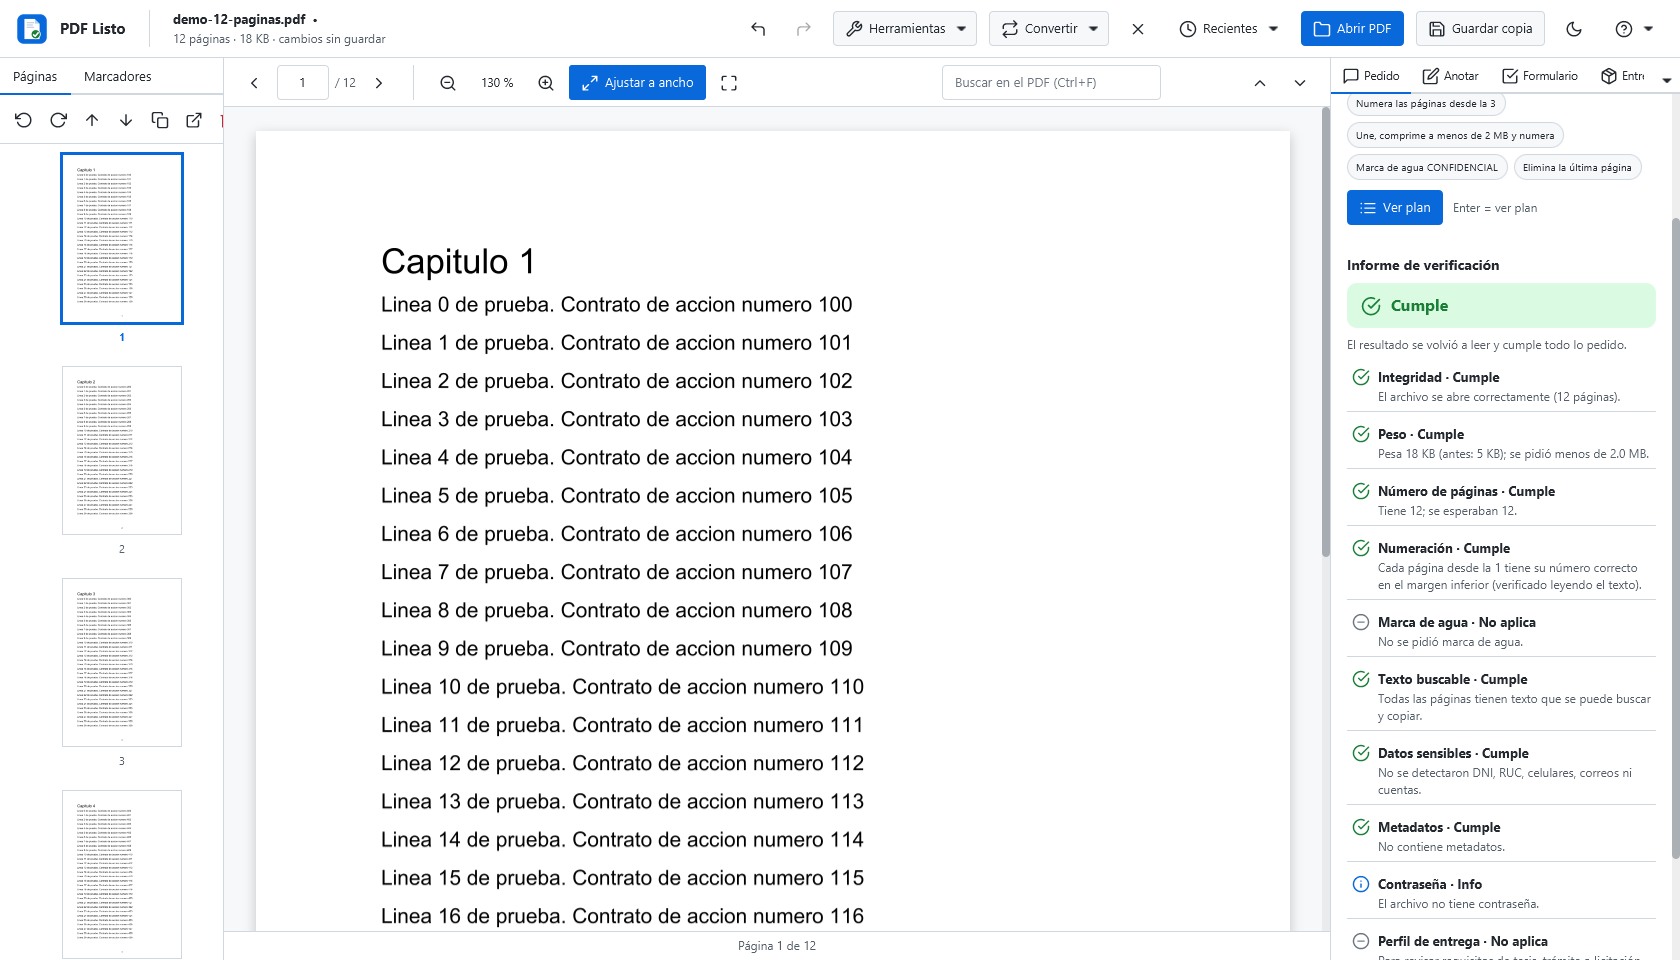 PDF Listo
demo-12-paginas.pdf •
12 páginas · 18 KB · cambios sin guardar
Herramientas
Convertir
Recientes
Abrir PDF
Guardar copia
Páginas
Marcadores
1
/ 12
130 %
Ajustar a ancho
Buscar en el PDF (Ctrl+F)
Pedido
Anotar
Formulario
Entr
1
2
3
Capitulo 1
Linea 0 de prueba. Contrato de accion numero 100
Linea 1 de prueba. Contrato de accion numero 101
Linea 2 de prueba. Contrato de accion numero 102
Linea 3 de prueba. Contrato de accion numero 103
Linea 4 de prueba. Contrato de accion numero 104
Linea 5 de prueba. Contrato de accion numero 105
Linea 6 de prueba. Contrato de accion numero 106
Linea 7 de prueba. Contrato de accion numero 107
Linea 8 de prueba. Contrato de accion numero 108
Linea 9 de prueba. Contrato de accion numero 109
Linea 10 de prueba. Contrato de accion numero 110
Linea 11 de prueba. Contrato de accion numero 111
Linea 12 de prueba. Contrato de accion numero 112
Linea 13 de prueba. Contrato de accion numero 113
Linea 14 de prueba. Contrato de accion numero 114
Linea 15 de prueba. Contrato de accion numero 115
Linea 16 de prueba. Contrato de accion numero 116
Página 1 de 12
Numera las páginas desde la 3
Une, comprime a menos de 2 MB y numera
Marca de agua CONFIDENCIAL
Elimina la última página
Ver plan
Enter = ver plan
Informe de verificación
Cumple
El resultado se volvió a leer y cumple todo lo pedido.
Integridad · Cumple
El archivo se abre correctamente (12 páginas).
Peso · Cumple
Pesa 18 KB (antes: 5 KB); se pidió menos de 2.0 MB.
Número de páginas · Cumple
Tiene 12; se esperaban 12.
Numeración · Cumple
Cada página desde la 1 tiene su número correcto
en el margen inferior (verificado leyendo el texto).
Marca de agua · No aplica
No se pidió marca de agua.
Texto buscable · Cumple
Todas las páginas tienen texto que se puede buscar
y copiar.
Datos sensibles · Cumple
No se detectaron DNI, RUC, celulares, correos ni
cuentas.
Metadatos · Cumple
No contiene metadatos.
Contraseña · Info
El archivo no tiene contraseña.
Perfil de entrega · No aplica